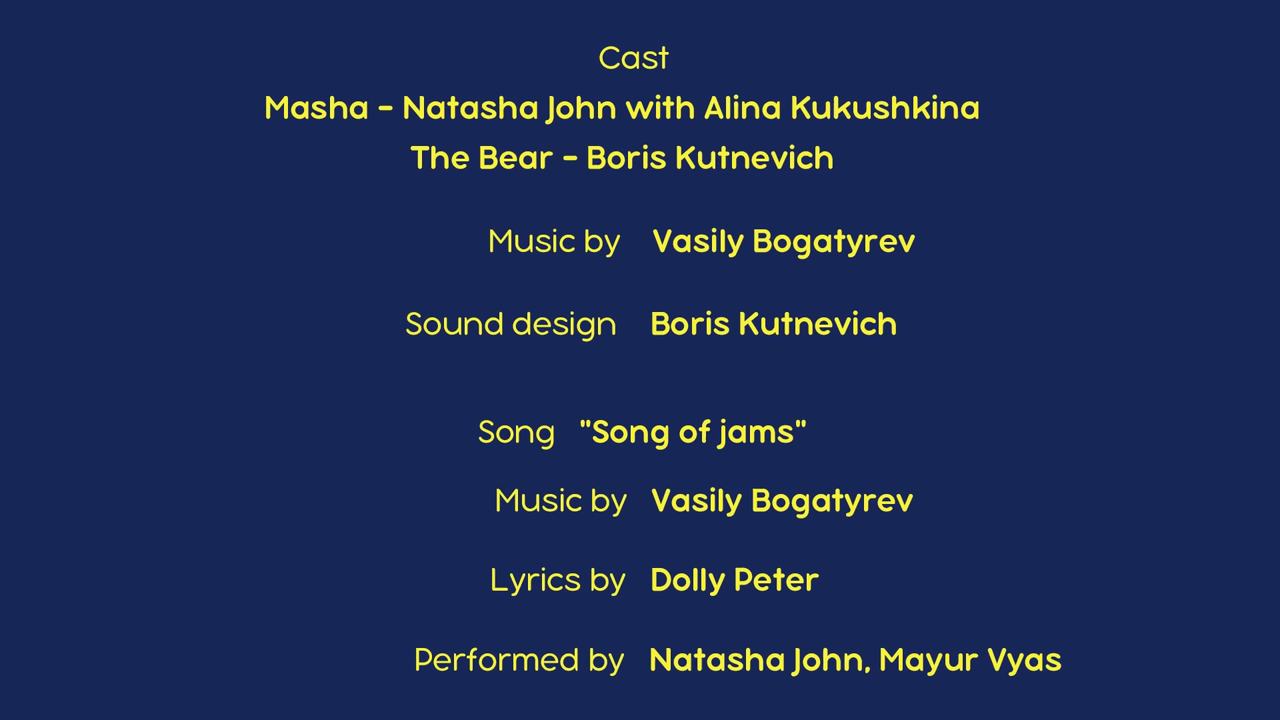 Cast
Masha - Natasha John with Alina Kukushkina
The Bear - Boris Kutnevich
Music by Vasily Bogatyrev
Sound design Boris Kutnevich
Song "Song of jams"
Music by Vasily Bogatyrev
Lyrics by Dolly Peter
Performed by Natasha John, Mayur Vyas